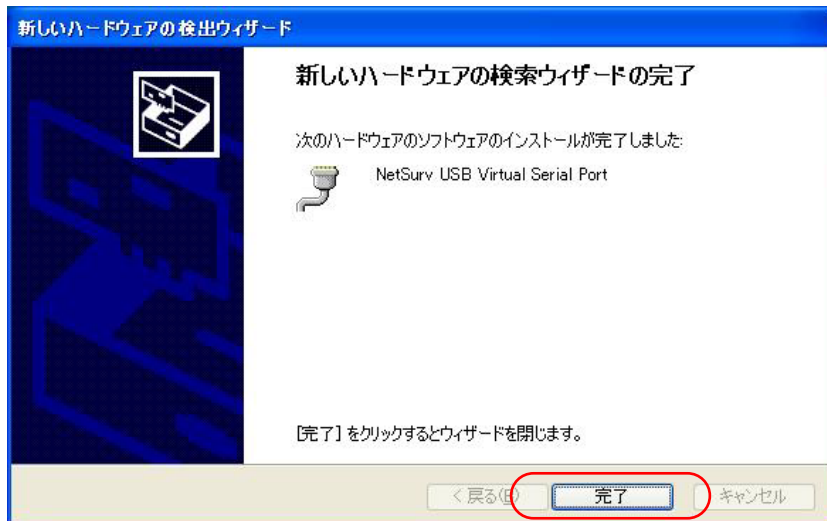 新しいハードウェアの検出ウィザード
新しいハードウェアの検索ウィザードの完了
次のハードウェアのソフトウェアのインストールが完了しました:
NetSurv USB Virtual Serial Port
[完了] をクリックするとウィザードを閉じます。
< 戻る(B) 完了 キャンセル